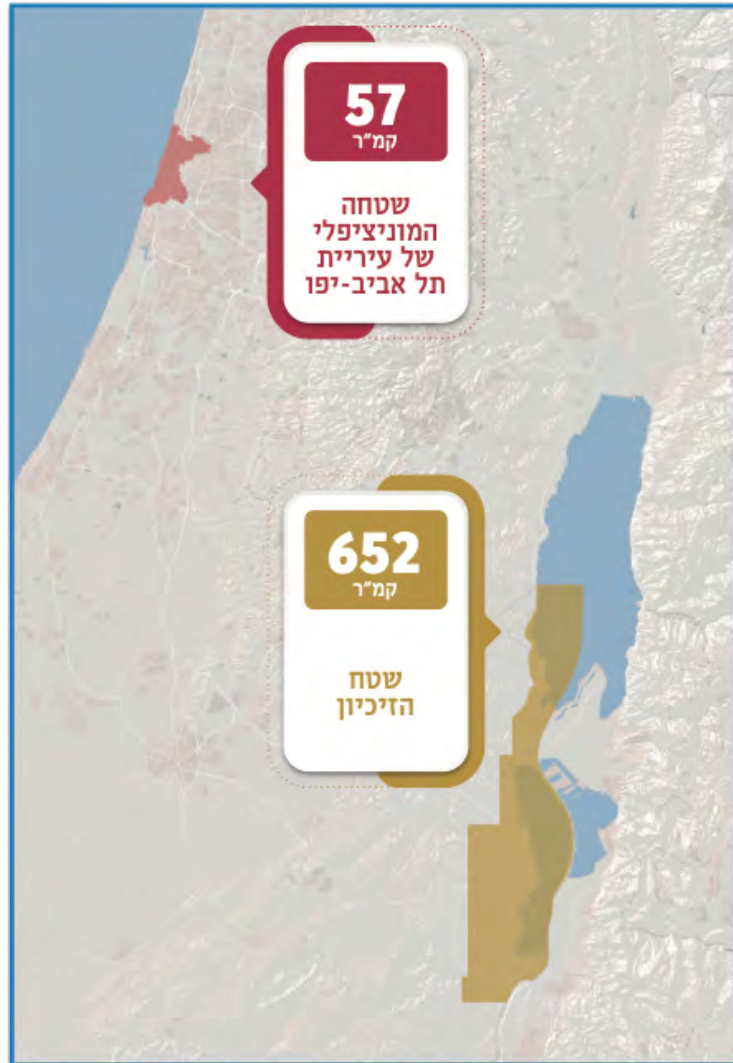 57
קמ"ר
שטחה
המוניציפלי
של עיריית
תל אביב-יפו
652
קמ"ר
שטח
הזיכיון